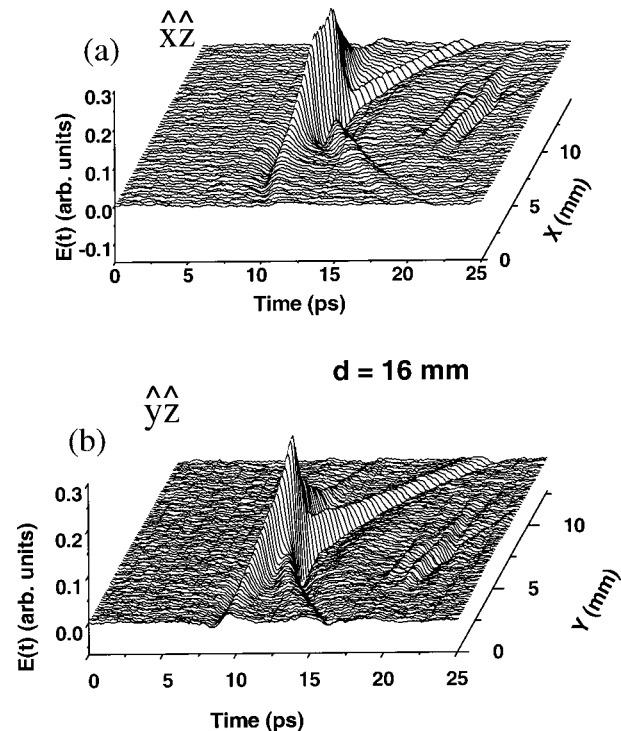 (a) x̂ẑ
0.3
0.2
0.1
0.0
-0.1
E(t) (arb. units)
10
5
0
X (mm)
0 5 10 15 20 25
Time (ps)
d = 16 mm
ŷẑ
(b)
0.3
0.2
0.1
0.0
E(t) (arb. units)
10
5
0
Y (mm)
0 5 10 15 20 25
Time (ps)